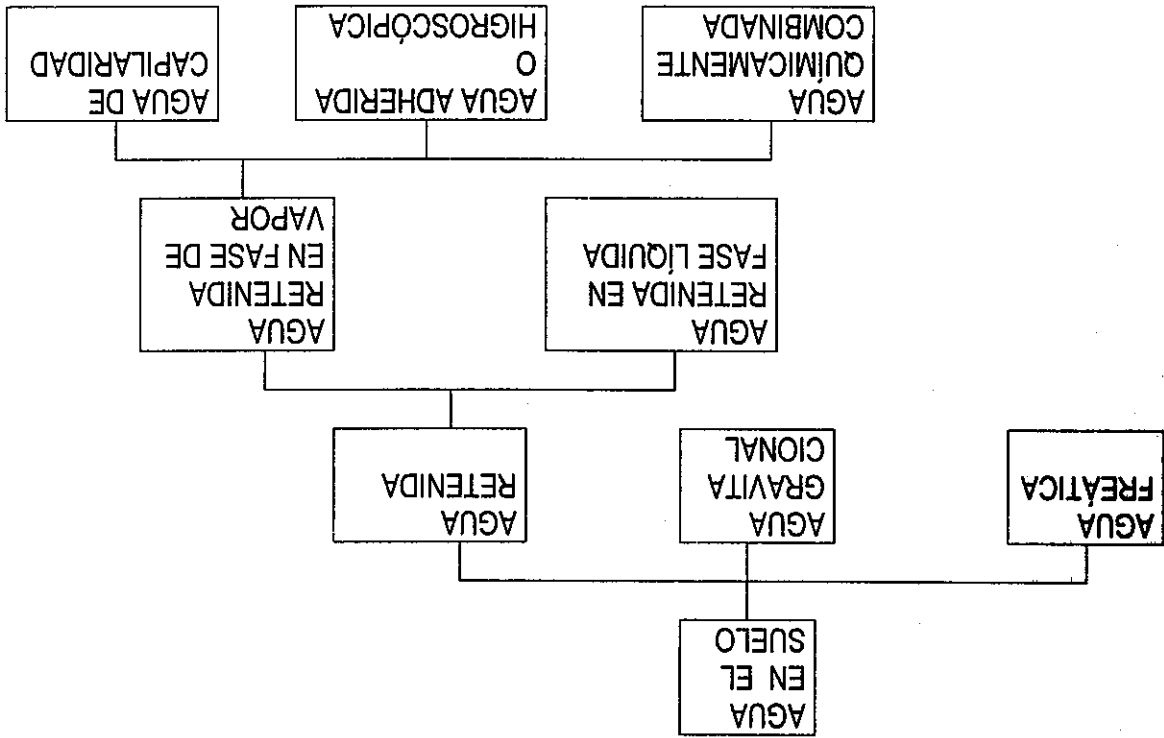 AGUA
EN EL
SUELO
AGUA
FREÁTICA
AGUA
GRAVITA
CIONAL
AGUA
RETENIDA
AGUA
RETENIDA EN
FASE LÍQUIDA
AGUA
RETENIDA
EN FASE DE
VAPOR
AGUA
QUÍMICAMENTE
COMBINADA
AGUA ADHERIDA
O
HIGROSCÓPICA
AGUA DE
CAPILARIDAD